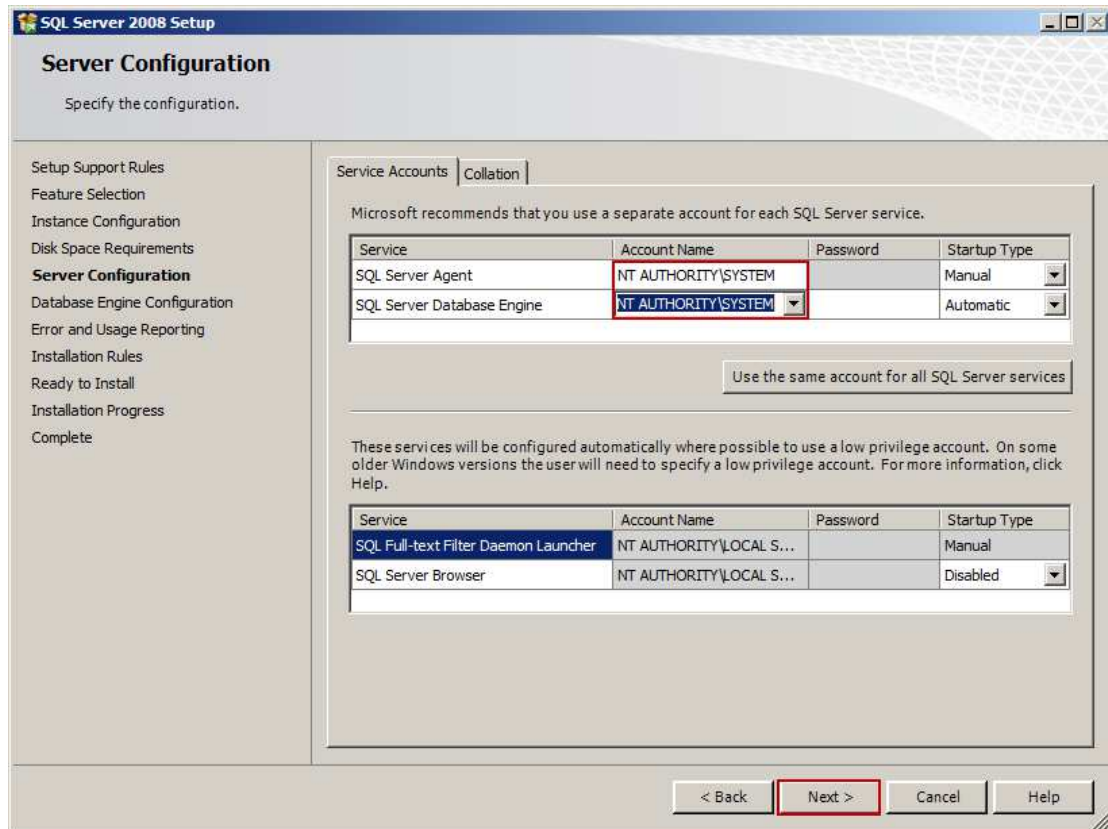 SQL Server 2008 Setup
Server Configuration
Specify the configuration.
Setup Support Rules
Feature Selection
Instance Configuration
Disk Space Requirements
Server Configuration
Database Engine Configuration
Error and Usage Reporting
Installation Rules
Ready to Install
Installation Progress
Complete
Service Accounts Collation
Microsoft recommends that you use a separate account for each SQL Server service.
Service Account Name Password Startup Type
SQL Server Agent NT AUTHORITY\SYSTEM Manual
SQL Server Database Engine NT AUTHORITY\SYSTEM Automatic
Use the same account for all SQL Server services
These services will be configured automatically where possible to use a low privilege account. On some
older Windows versions the user will need to specify a low privilege account. For more information, click
Help.
Service Account Name Password Startup Type
SQL Full-text Filter Daemon Launcher NT AUTHORITY\LOCAL S... Manual
SQL Server Browser NT AUTHORITY\LOCAL S... Disabled
< Back Next > Cancel Help